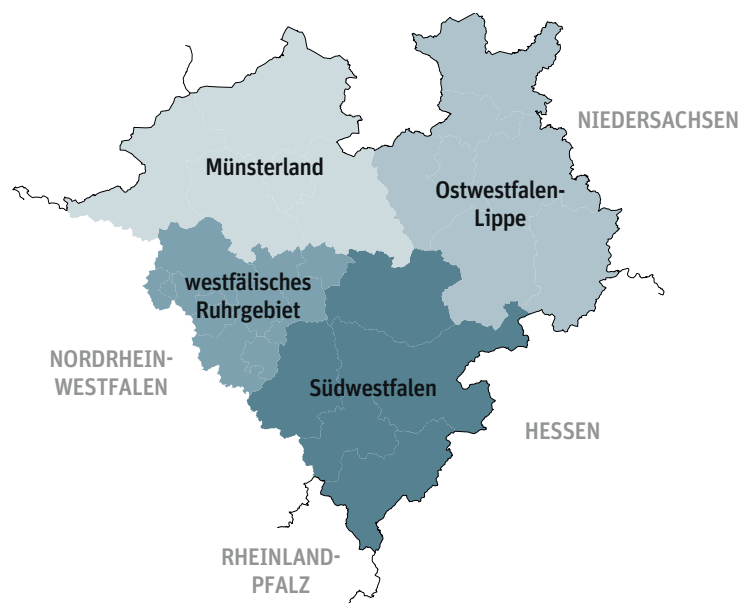 NIEDERSACHSEN
Münsterland
Ostwestfalen-
Lippe
westfälisches
Ruhrgebiet
NORDRHEIN-
WESTFALEN
Südwestfalen
HESSEN
RHEINLAND-
PFALZ